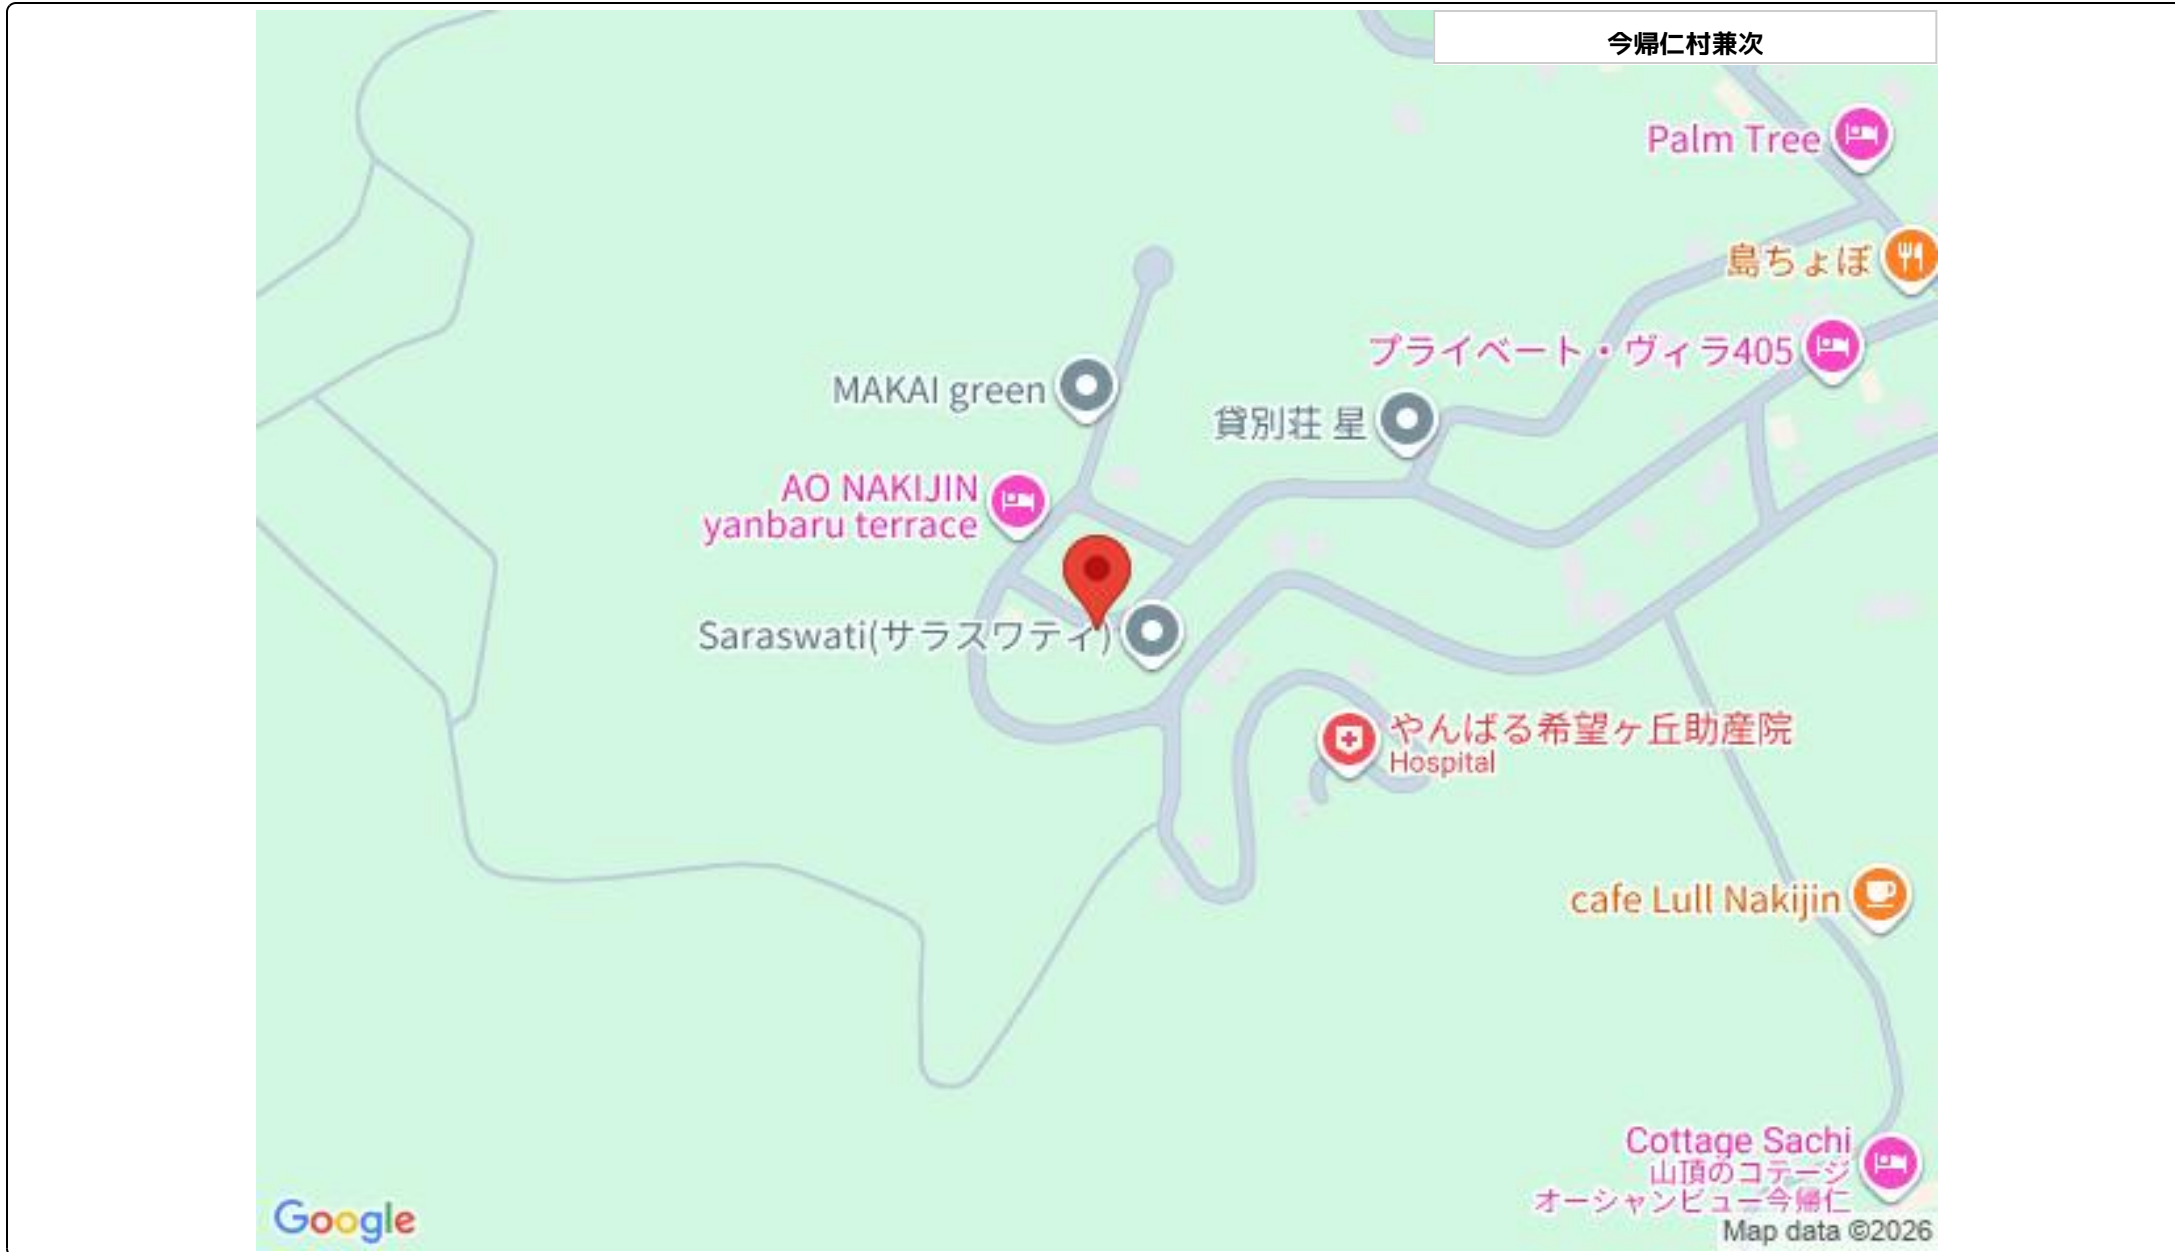 今帰仁村兼次
Palm Tree
島ちょぼ
プライベート・ヴィラ405
MAKAI green
貸別荘 星
AO NAKIJIN
yanbaru terrace
Saraswati(サラスワティ)
やんばる希望ヶ丘助産院
Hospital
cafe Lull Nakijin
Cottage Sachi
山頂のコテージ
オーシャンビュー今帰仁
Google
Map data ©2026